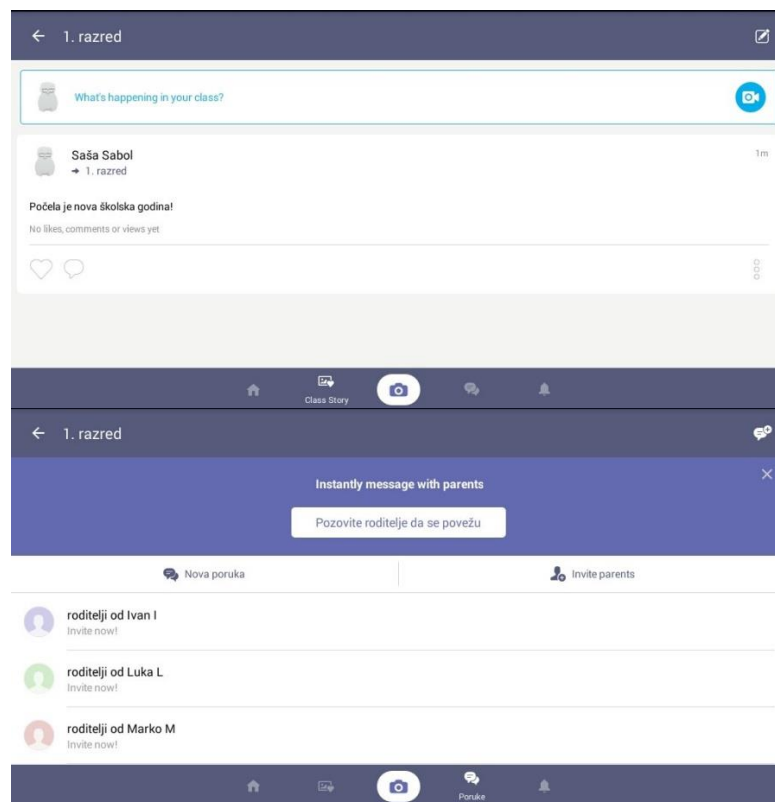 1. razred
What's happening in your class?
Saša Sabol
1m
➔ 1. razred
Počela je nova školska godina!
No likes, comments or views yet
Class Story
1. razred
Instantly message with parents
Pozovite roditelje da se povežu
Nova poruka
Invite parents
roditelji od Ivan I
Invite now!
roditelji od Luka L
Invite now!
roditelji od Marko M
Invite now!
Poruke